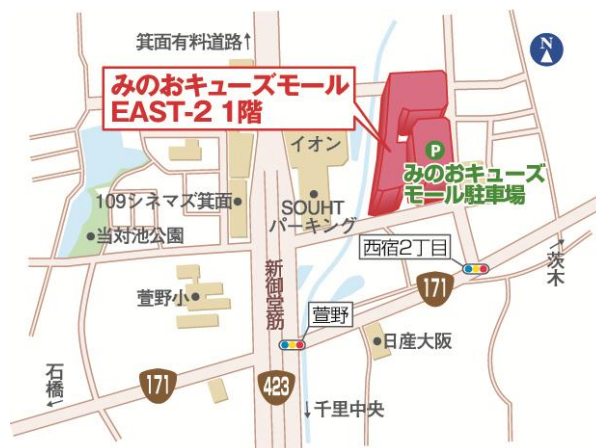 箕面有料道路↑
N
みのおキューズモール
EAST-2 1階
イオン
P
みのおキューズ
モール駐車場
109シネマズ箕面
SOUHT
パーキング
当対池公園
西宿2丁目
茨木
171
新御堂筋
萱野小
萱野
日産大阪
石橋
←
171
423
↓千里中央